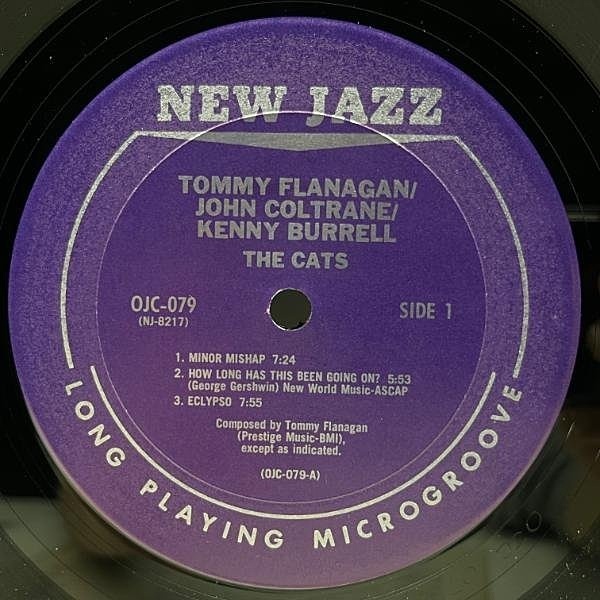 NEW JAZZ
TOMMY FLANAGAN/
JOHN COLTRANE/
KENNY BURRELL
THE CATS
OJC-079
(NJ-8217)
SIDE 1
1. MINOR MISHAP 7:24
2. HOW LONG HAS THIS BEEN GOING ON? 5:53
(George Gershwin) New World Music-ASCAP
3. ECLYPSO 7:55
Composed by Tommy Flanagan
(Prestige Music-BMI),
except as indicated.
(OJC-079-A)
LONG PLAYING MICROGROOVE